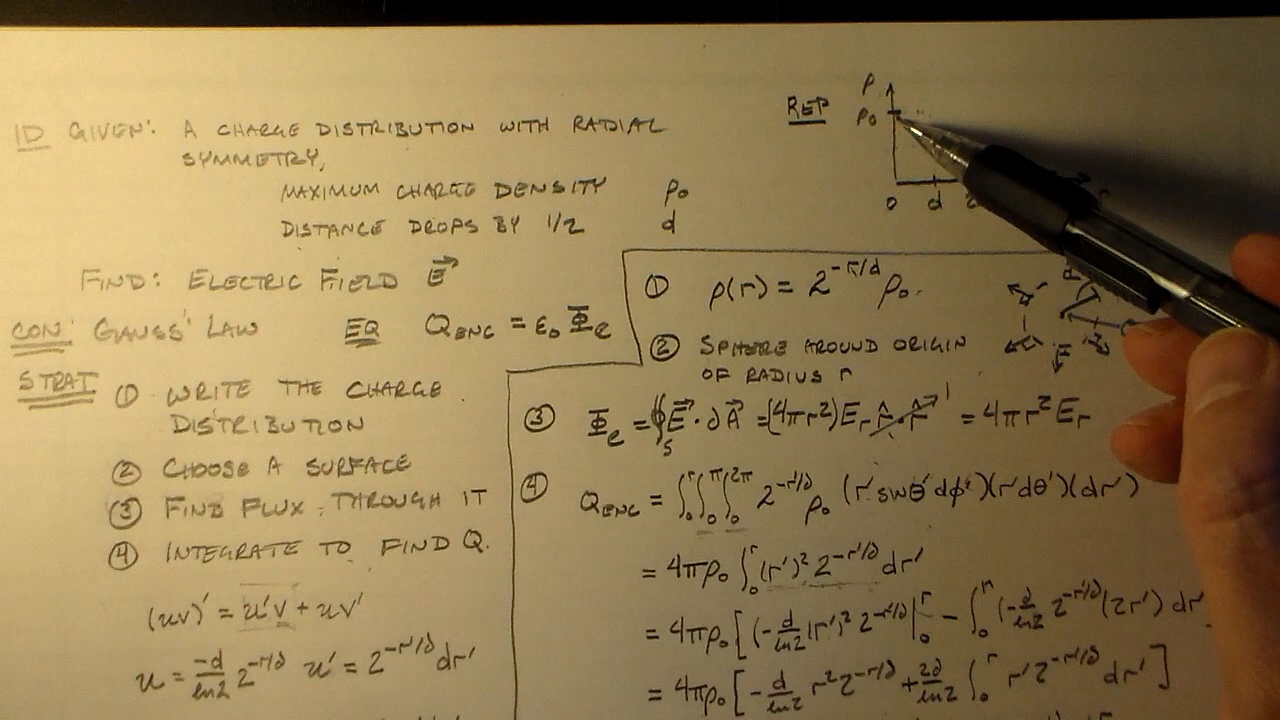 ID GIVEN: A CHARGE DISTRIBUTION WITH RADIAL
SYMMETRY,
MAXIMUM CHARGE DENSITY ρ₀
DISTANCE DROPS BY 1/2 d
FIND: ELECTRIC FIELD E⃗
CON: GAUSS' LAW EQ Q_ENC = ε₀ Φ_e
STRAT ① WRITE THE CHARGE
DISTRIBUTION
② CHOOSE A SURFACE
③ FIND FLUX THROUGH IT
④ INTEGRATE TO FIND Q.
(uv)' = u'v + uv'
u = -d/ln2 2^(-r/d) u' = 2^(-r'/d) dr'
REP ρ
ρ₀
0 d
① ρ(r) = 2^(-r/d) ρ₀.
② SPHERE AROUND ORIGIN
OF RADIUS r
③ Φ_e = ∮_S E⃗ · dA⃗ = (4πr²) E_r r̂ · r̂ 1 = 4πr² E_r
④ Q_ENC = ∫₀^r ∫₀^π ∫₀^2π 2^(-r'/d) ρ₀ (r' sinθ' dφ')(r'dθ')(dr')
= 4πρ₀ ∫₀^r (r')² 2^(-r'/d) dr'
= 4πρ₀ [(-d/ln2 (r')² 2^(-r'/d) |₀^r - ∫₀^r (-d/ln2 2^(-r'/d) (2r') dr'
= 4πρ₀ [-d/ln2 r² 2^(-r/d) + 2d/ln2 ∫₀^r r' 2^(-r'/d) dr']